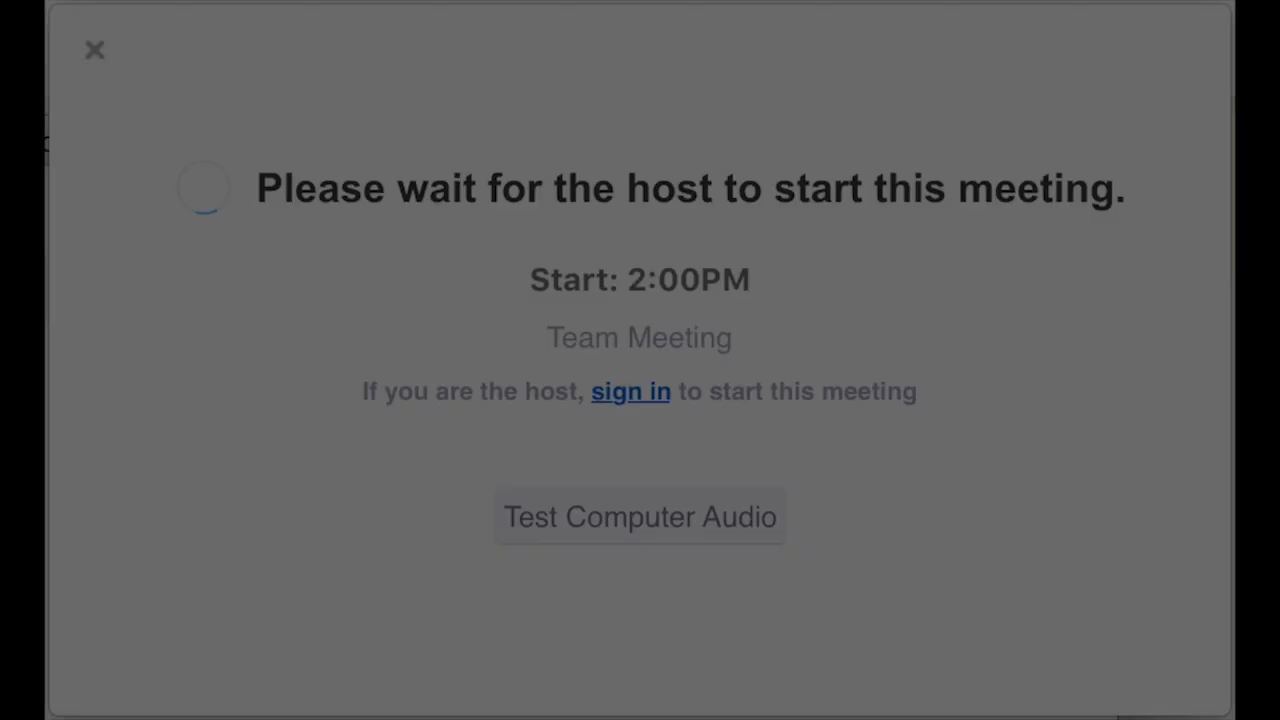 Please wait for the host to start this meeting.
Start: 2:00PM
Team Meeting
If you are the host, sign in to start this meeting
Test Computer Audio